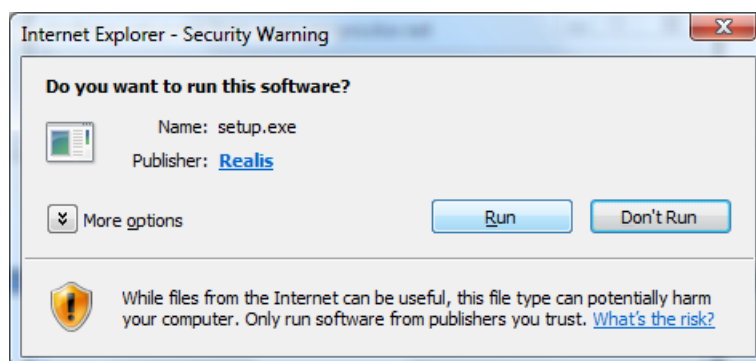 Internet Explorer - Security Warning
Do you want to run this software?
Name: setup.exe
Publisher: Realis
More options
Run
Don't Run
While files from the Internet can be useful, this file type can potentially harm
your computer. Only run software from publishers you trust. What's the risk?